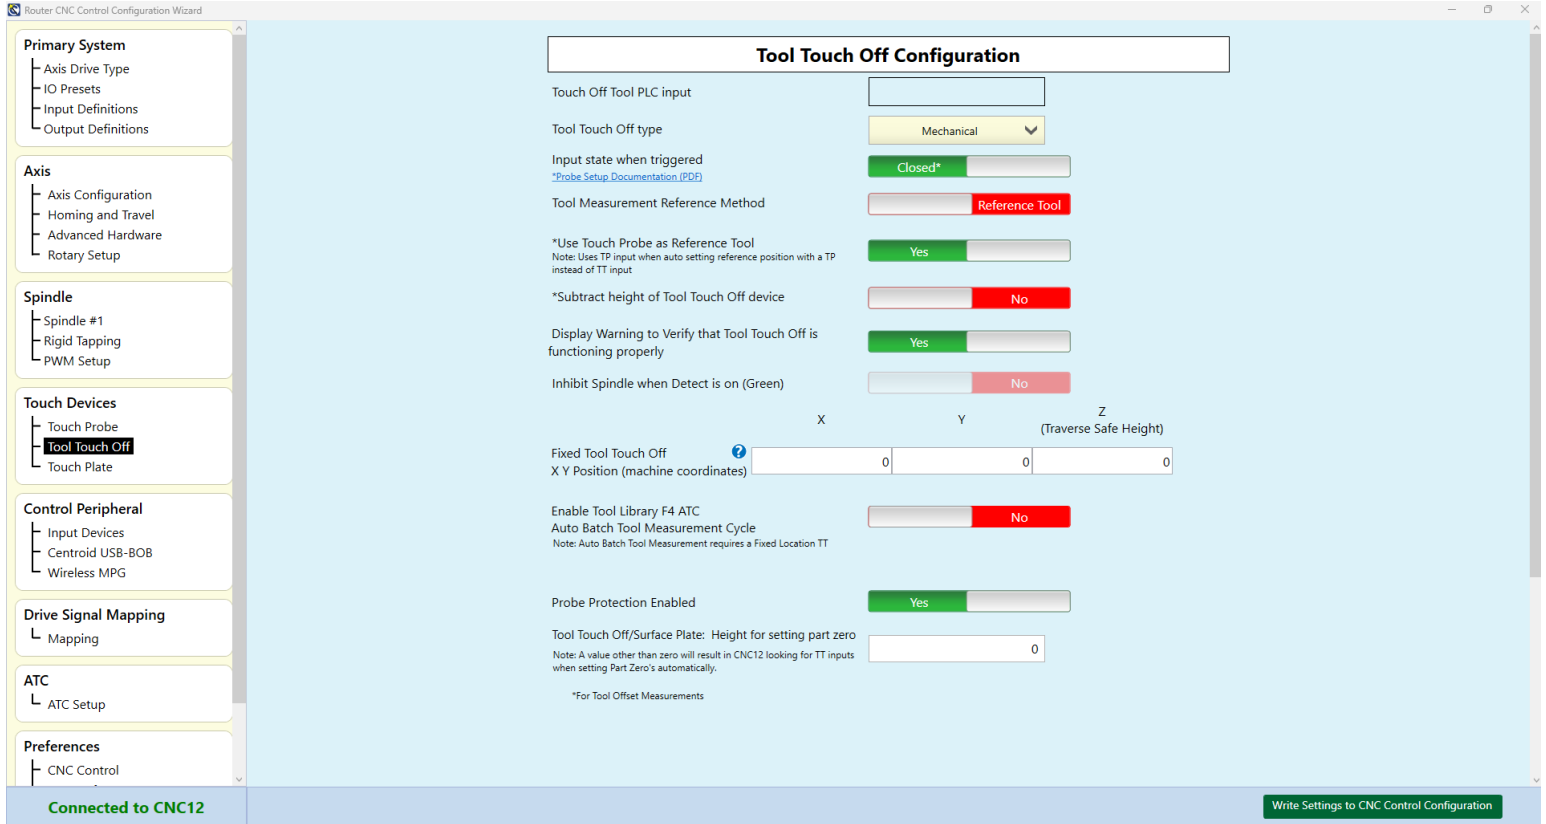 Router CNC Control Configuration Wizard
Primary System
Axis Drive Type
IO Presets
Input Definitions
Output Definitions
Axis
Axis Configuration
Homing and Travel
Advanced Hardware
Rotary Setup
Spindle
Spindle #1
Rigid Tapping
PWM Setup
Touch Devices
Touch Probe
Tool Touch Off
Touch Plate
Control Peripheral
Input Devices
Centroid USB-BOB
Wireless MPG
Drive Signal Mapping
Mapping
ATC
ATC Setup
Preferences
CNC Control
Connected to CNC12
Tool Touch Off Configuration
Touch Off Tool PLC input
Tool Touch Off type
Mechanical
Input state when triggered
*Probe Setup Documentation (PDF)
Closed*
Tool Measurement Reference Method
Reference Tool
*Use Touch Probe as Reference Tool
Note: Uses TP input when auto setting reference position with a TP
instead of TT input
Yes
*Subtract height of Tool Touch Off device
No
Display Warning to Verify that Tool Touch Off is
functioning properly
Yes
Inhibit Spindle when Detect is on (Green)
No
X
Y
Z
(Traverse Safe Height)
Fixed Tool Touch Off
X Y Position (machine coordinates)
?
0
0
0
Enable Tool Library F4 ATC
Auto Batch Tool Measurement Cycle
Note: Auto Batch Tool Measurement requires a Fixed Location TT
No
Probe Protection Enabled
Yes
Tool Touch Off/Surface Plate: Height for setting part zero
Note: A value other than zero will result in CNC12 looking for TT inputs
when setting Part Zero's automatically.
0
*For Tool Offset Measurements
Write Settings to CNC Control Configuration